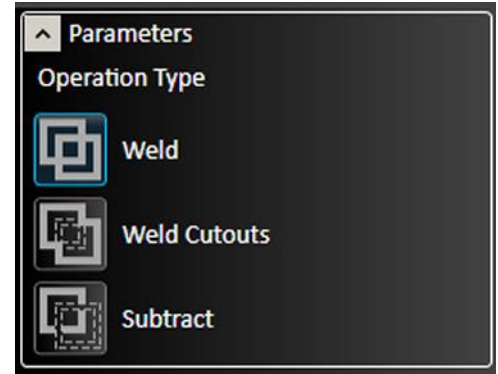 Parameters
Operation Type
Weld
Weld Cutouts
Subtract